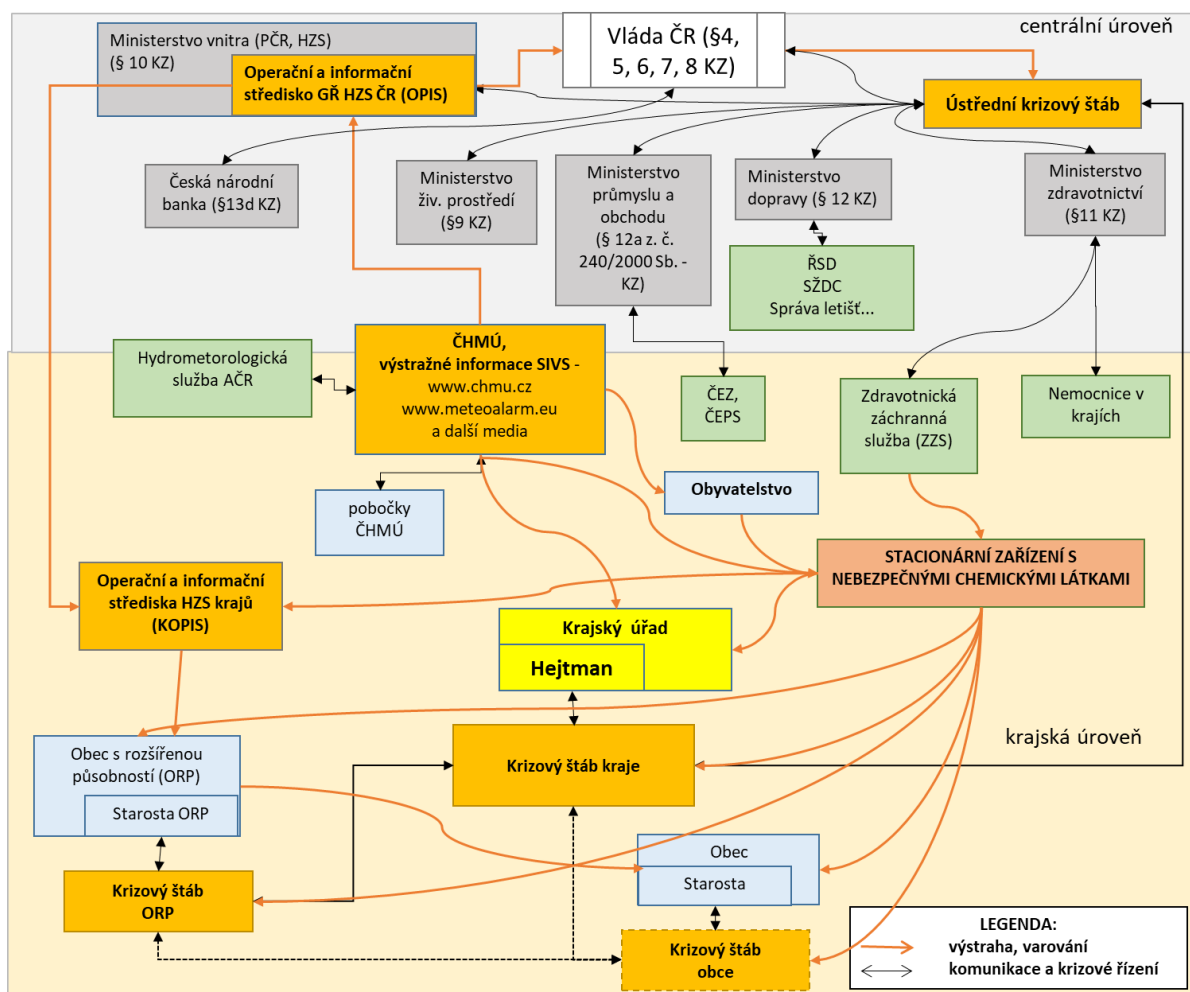 centrální úroveň
Ministerstvo vnitra (PČR, HZS)
(§ 10 KZ)
Operační a informační
středisko GŘ HZS ČR (OPIS)
Vláda ČR (§4,
5, 6, 7, 8 KZ)
Ústřední krizový štáb
Česká národní
banka (§13d KZ)
Ministerstvo
živ. prostředí
(§9 KZ)
Ministerstvo
průmyslu a
obchodu
(§ 12a z. č.
240/2000 Sb. -
KZ)
Ministerstvo
dopravy (§ 12 KZ)
Ministerstvo
zdravotnictví
(§11 KZ)
ŘSD
SŽDC
Správa letišť...
Hydrometorologická
služba AČR
ČHMÚ,
výstražné informace SIVS -
www.chmu.cz
www.meteoalarm.eu
a další media
ČEZ,
ČEPS
Zdravotnická
záchranná
služba (ZZS)
Nemocnice v
krajích
pobočky
ČHMÚ
Obyvatelstvo
STACIONÁRNÍ ZAŘÍZENÍ S
NEBEZPEČNÝMI CHEMICKÝMI LÁTKAMI
Operační a informační
střediska HZS krajů
(KOPIS)
Krajský úřad
Hejtman
krajská úroveň
Obec s rozšířenou
působností (ORP)
Starosta ORP
Krizový štáb kraje
Krizový štáb
ORP
Obec
Starosta
Krizový štáb
obce
LEGENDA:
výstraha, varování
komunikace a krizové řízení